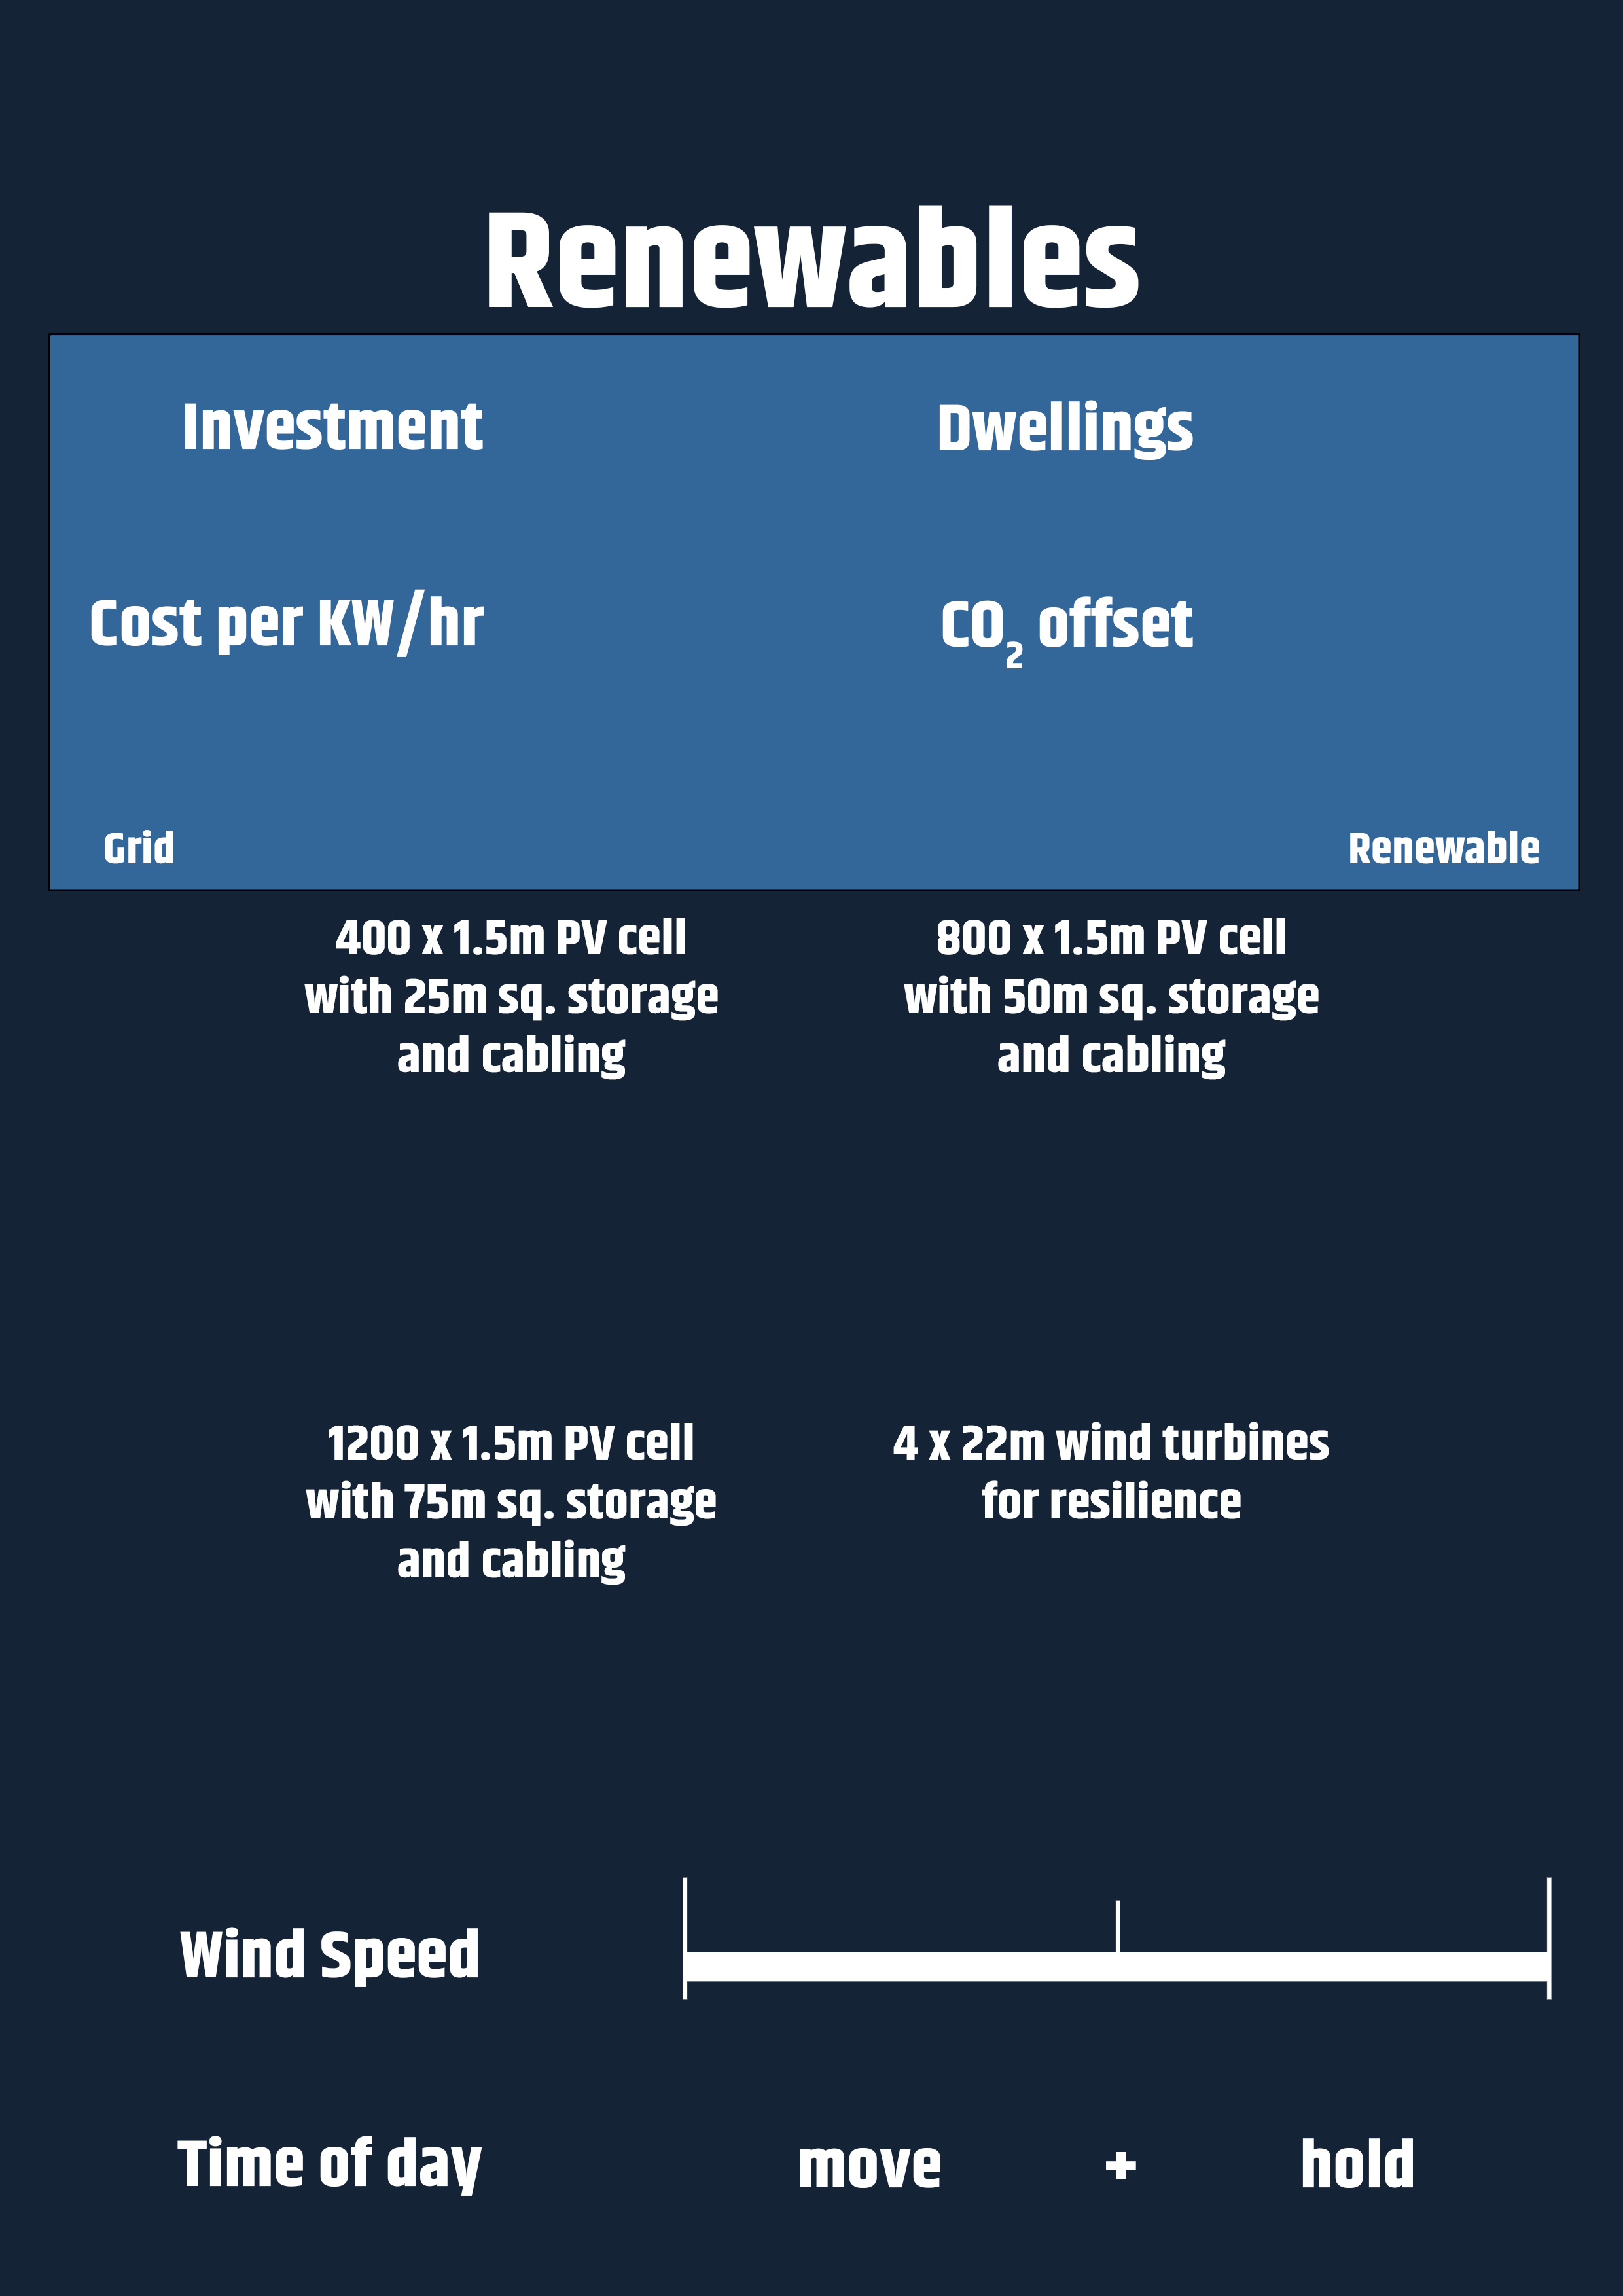 Renewables
Investment
Dwellings
Cost per KW/hr
CO₂ offset
Grid
Renewable
400 x 1.5m PV cell
with 25m sq. storage
and cabling
800 x 1.5m PV cell
with 50m sq. storage
and cabling
1200 x 1.5m PV cell
with 75m sq. storage
and cabling
4 x 22m wind turbines
for resilience
Wind Speed
Time of day
move + hold